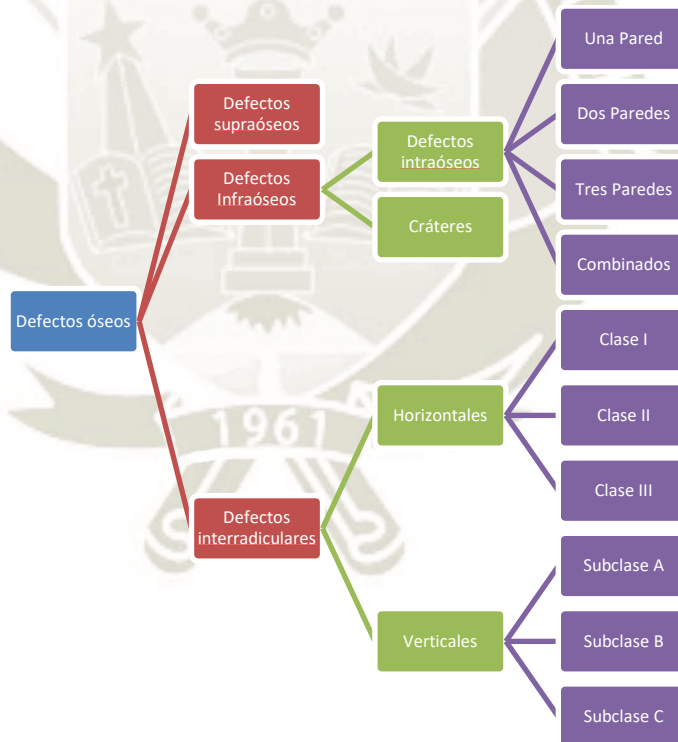 Defectos óseos
Defectos
supraóseos
Defectos
Infraóseos
Defectos
intraóseos
Una Pared
Dos Paredes
Tres Paredes
Combinados
Cráteres
Defectos
interradiculares
Horizontales
Clase I
Clase II
Clase III
Verticales
Subclase A
Subclase B
Subclase C
1961